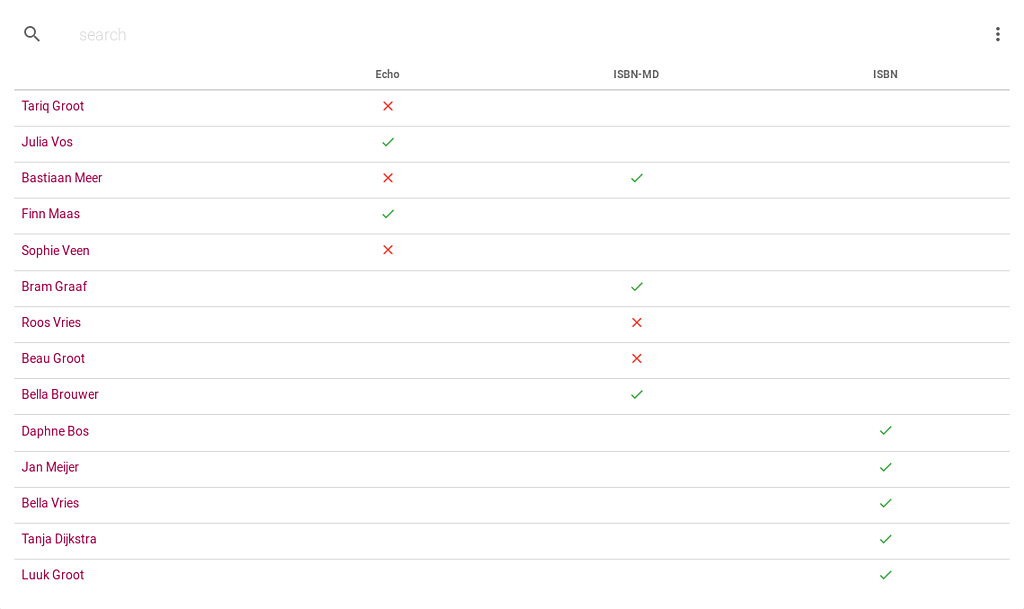 search
Echo ISBN-MD ISBN
Tariq Groot
Julia Vos
Bastiaan Meer
Finn Maas
Sophie Veen
Bram Graaf
Roos Vries
Beau Groot
Bella Brouwer
Daphne Bos
Jan Meijer
Bella Vries
Tanja Dijkstra
Luuk Groot